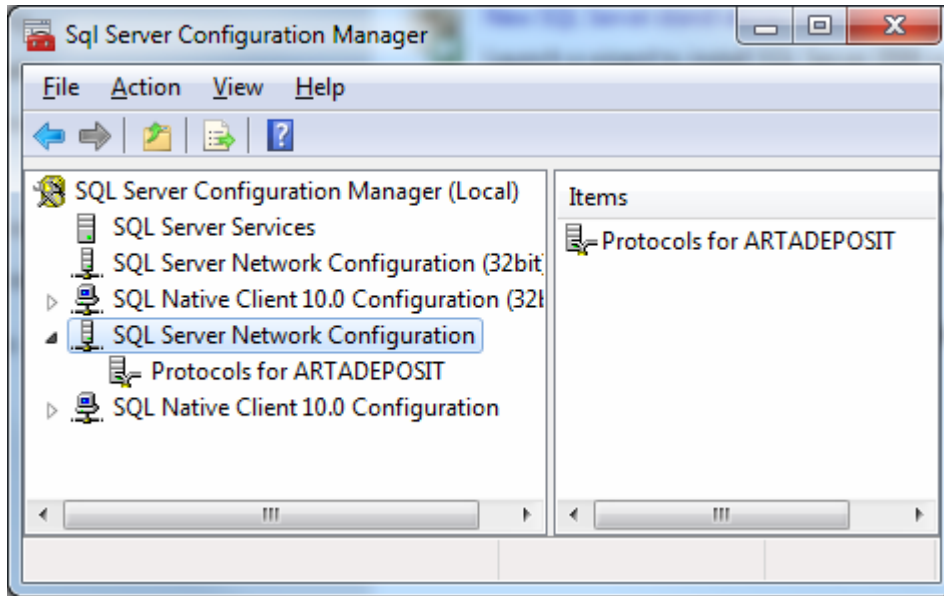 Sql Server Configuration Manager
File Action View Help
SQL Server Configuration Manager (Local)
SQL Server Services
SQL Server Network Configuration (32bit
SQL Native Client 10.0 Configuration (32
SQL Server Network Configuration
Protocols for ARTADEPOSIT
SQL Native Client 10.0 Configuration
Items
Protocols for ARTADEPOSIT